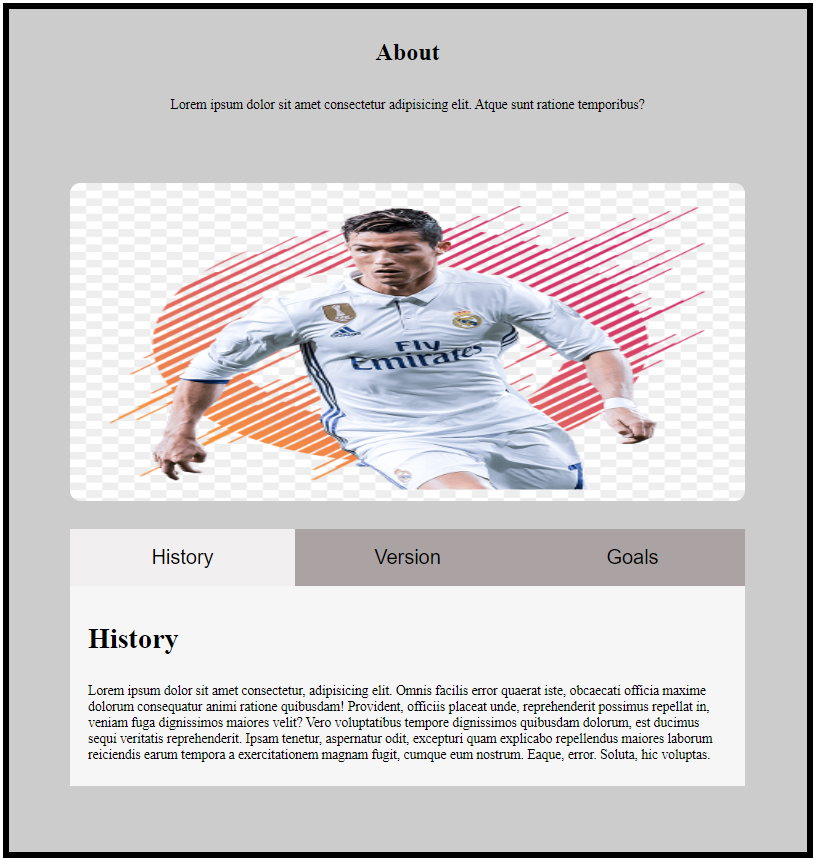 About
Lorem ipsum dolor sit amet consectetur adipisicing elit. Atque sunt ratione temporibus?
Fly
Emirates
History
Version
Goals
History
Lorem ipsum dolor sit amet consectetur, adipisicing elit. Omnis facilis error quaerat iste, obcaecati officia maxime
dolorum consequatur animi ratione quibusdam! Provident, officiis placeat unde, reprehenderit possimus repellat in,
veniam fuga dignissimos maiores velit? Vero voluptatibus tempore dignissimos quibusdam dolorum, est ducimus
sequi veritatis reprehenderit. Ipsam tenetur, aspernatur odit, excepturi quam explicabo repellendus maiores laborum
reiciendis earum tempora a exercitationem magnam fugit, cumque eum nostrum. Eaque, error. Soluta, hic voluptas.